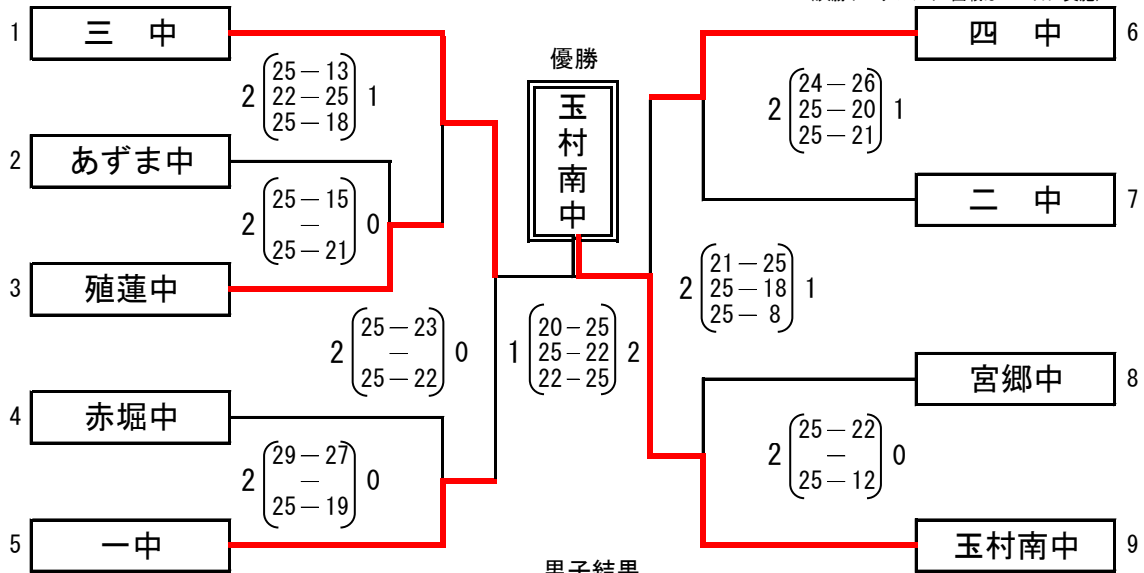 優勝
玉村南中
1 三 中
2 (25-13 22-25 25-18) 1
2 あずま中
2 (25-15 - 25-21) 0
3 殖蓮中
2 (25-23 - 25-22) 0
4 赤堀中
2 (29-27 - 25-19) 0
5 一中
1 (20-25 25-22 22-25) 2
四 中 6
2 (24-26 25-20 25-21) 1
二 中 7
2 (21-25 25-18 25-8) 1
宮郷中 8
2 (25-22 - 25-12) 0
玉村南中 9
男子結果